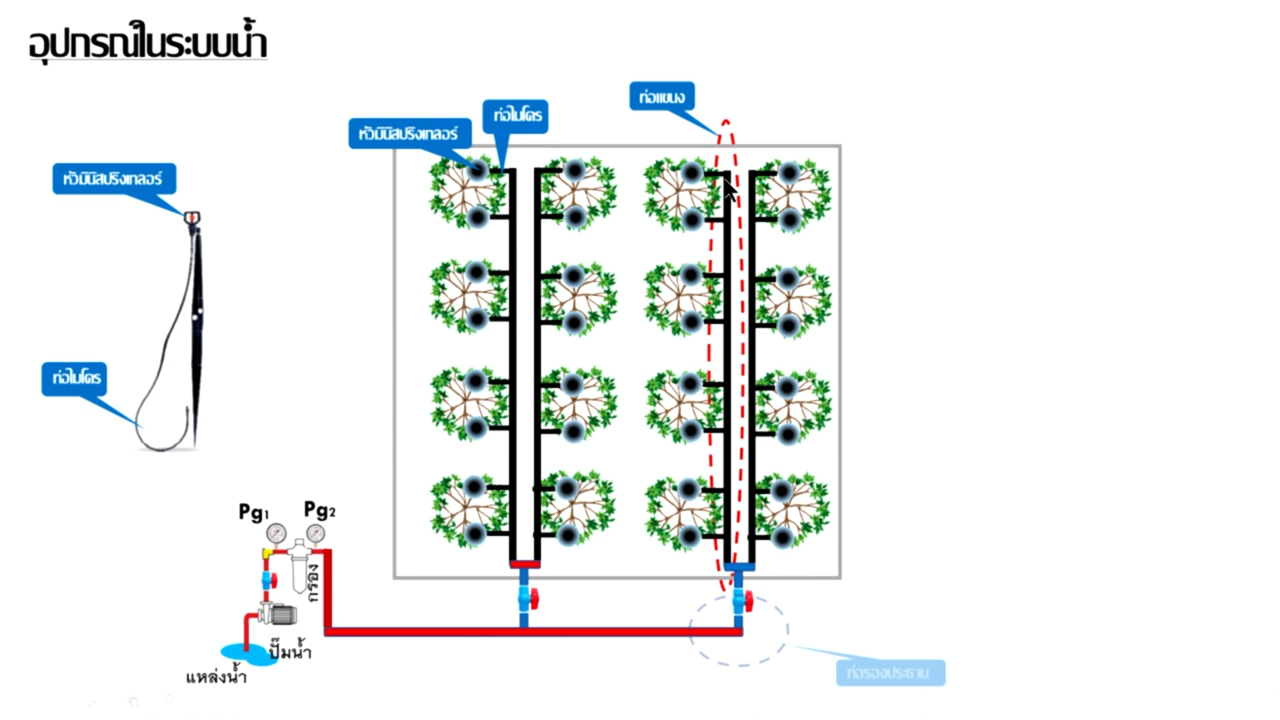 อุปกรณ์ในระบบน้ำ
ท่อแขนง
ท่อไมโคร
หัวมินิสปริงเกลอร์
หัวมินิสปริงเกลอร์
ท่อไมโคร
Pg1
Pg2
กรอง
ปั๊มน้ำ
แหล่งน้ำ
ท่อรองประธาน